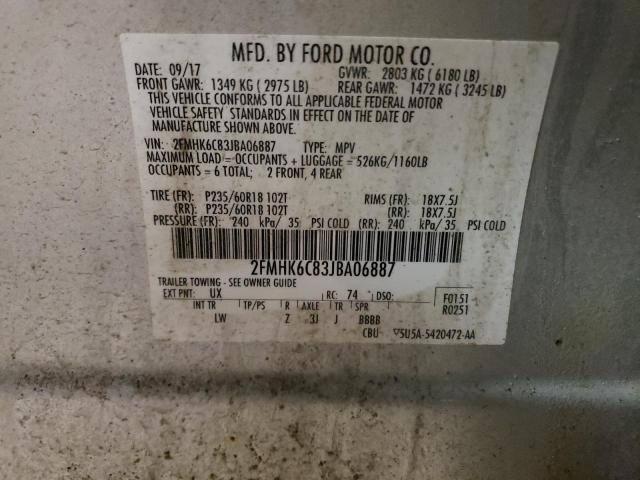 MFD. BY FORD MOTOR CO.
DATE: 09/17 GVWR: 2803 KG ( 6180 LB)
FRONT GAWR: 1349 KG ( 2975 LB) REAR GAWR: 1472 KG ( 3245 LB)
THIS VEHICLE CONFORMS TO ALL APPLICABLE FEDERAL MOTOR
VEHICLE SAFETY STANDARDS IN EFFECT ON THE DATE OF
MANUFACTURE SHOWN ABOVE.
VIN: 2FMHK6C83JBA06887 TYPE: MPV
MAXIMUM LOAD = OCCUPANTS + LUGGAGE = 526KG/1160LB
OCCUPANTS = 6 TOTAL; 2 FRONT, 4 REAR
TIRE (FR): P235/60R18 102T RIMS (FR): 18X7.5J
(RR): P235/60R18 102T (RR): 18X7.5J
PRESSURE (FR): 240 kPa/ 35 PSI COLD (RR): 240 kPa/ 35 PSI COLD
2FMHK6C83JBA06887
TRAILER TOWING - SEE OWNER GUIDE
EXT PNT: UX RC: 74 DSO: F0151
INT TR TP/PS R AXLE TR SPR R0251
LW Z 3J J BBBB
CBU ▽5U5A-5420472-AA